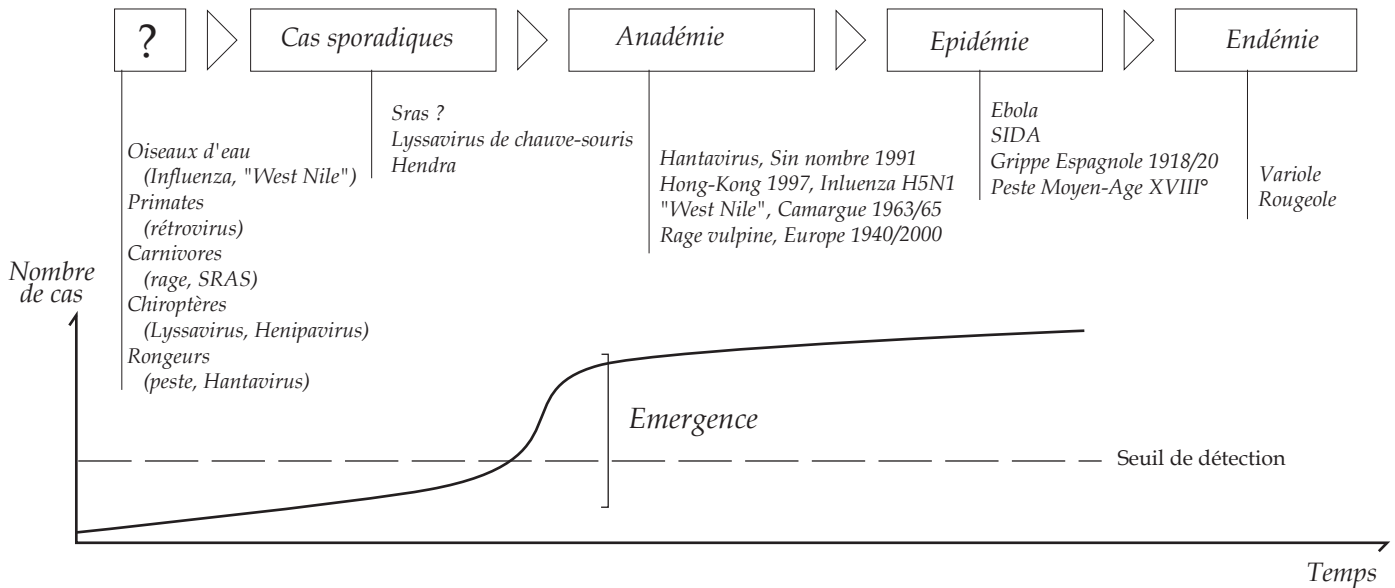 ?
Cas sporadiques
Anadémie
Epidémie
Endémie
Oiseaux d'eau
(Influenza, "West Nile")
Primates
(rétrovirus)
Carnivores
(rage, SRAS)
Chiroptères
(Lyssavirus, Henipavirus)
Rongeurs
(peste, Hantavirus)
Sras ?
Lyssavirus de chauve-souris
Hendra
Hantavirus, Sin nombre 1991
Hong-Kong 1997, Inluenza H5N1
"West Nile", Camargue 1963/65
Rage vulpine, Europe 1940/2000
Ebola
SIDA
Grippe Espagnole 1918/20
Peste Moyen-Age XVIII°
Variole
Rougeole
Nombre
de cas
Emergence
Seuil de détection
Temps